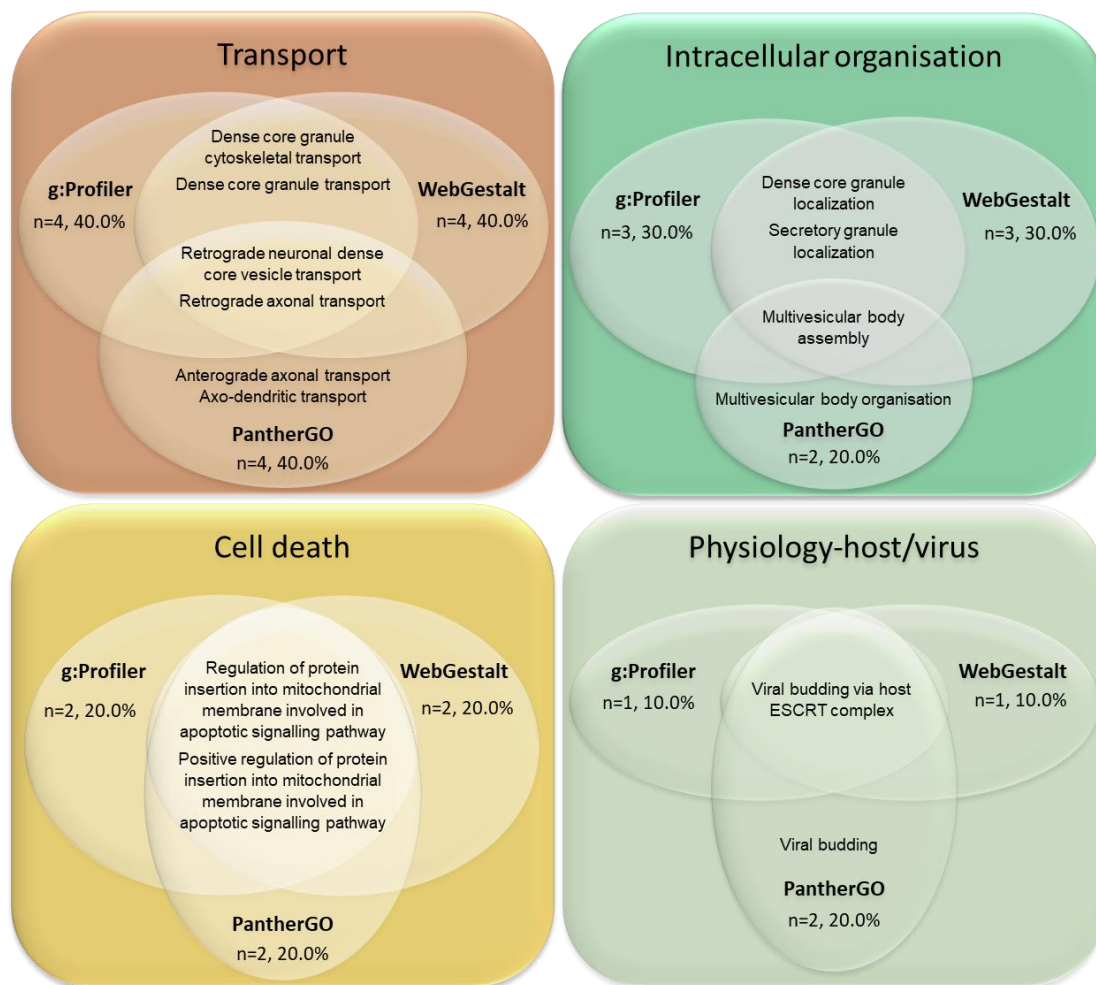 Transport
Dense core granule
cytoskeletal transport
Dense core granule transport
g:Profiler
n=4, 40.0%
WebGestalt
n=4, 40.0%
Retrograde neuronal dense
core vesicle transport
Retrograde axonal transport
Anterograde axonal transport
Axo-dendritic transport
PantherGO
n=4, 40.0%
Intracellular organisation
g:Profiler
n=3, 30.0%
Dense core granule
localization
Secretory granule
localization
WebGestalt
n=3, 30.0%
Multivesicular body
assembly
Multivesicular body organisation
PantherGO
n=2, 20.0%
Cell death
g:Profiler
n=2, 20.0%
Regulation of protein
insertion into mitochondrial
membrane involved in
apoptotic signalling pathway
Positive regulation of protein
insertion into mitochondrial
membrane involved in
apoptotic signalling pathway
WebGestalt
n=2, 20.0%
PantherGO
n=2, 20.0%
Physiology-host/virus
g:Profiler
n=1, 10.0%
Viral budding via host
ESCRT complex
WebGestalt
n=1, 10.0%
Viral budding
PantherGO
n=2, 20.0%